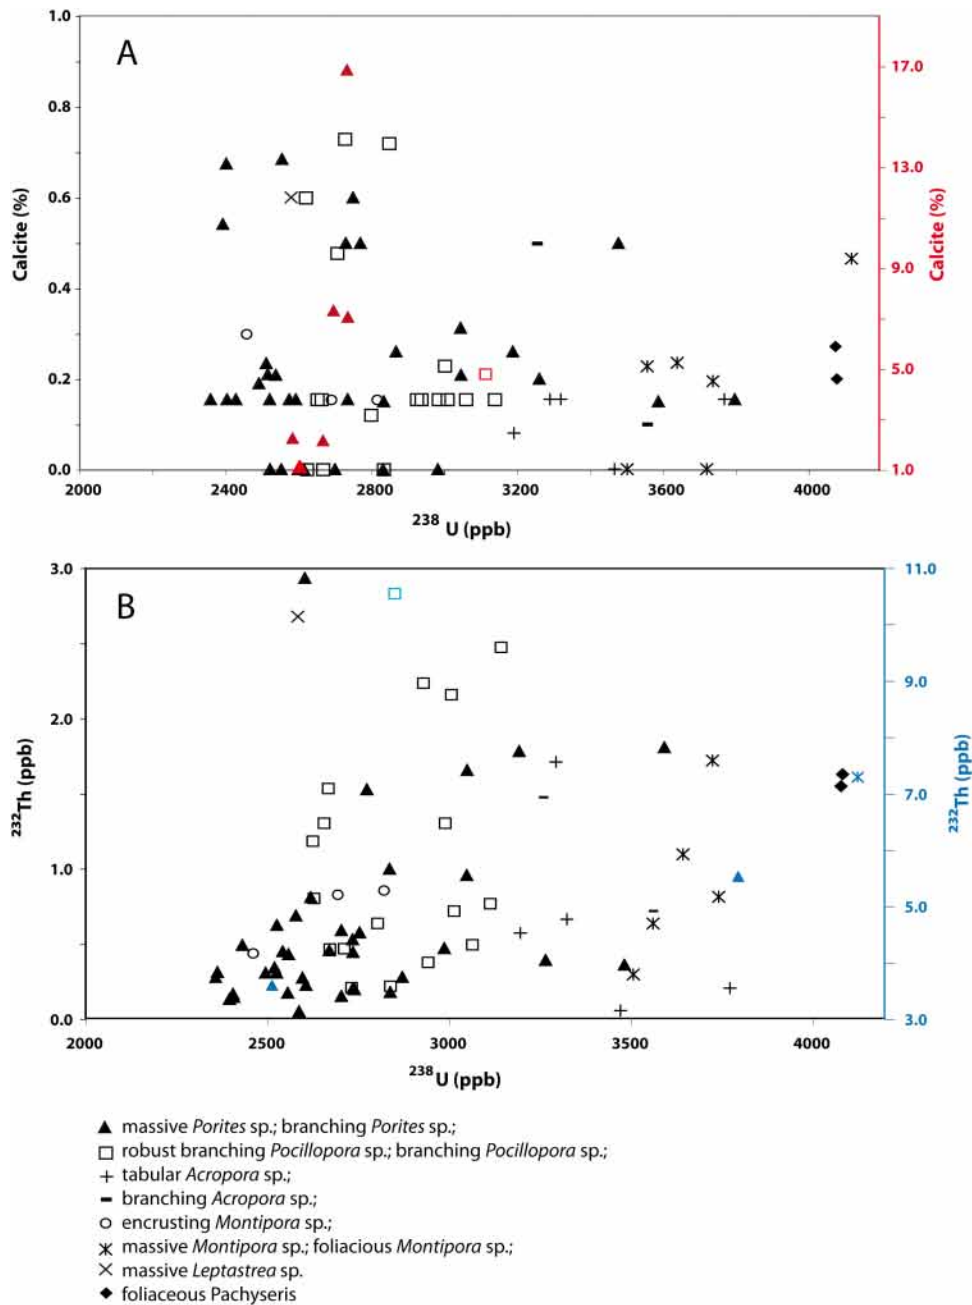 A
1.0
0.8
0.6
0.4
0.2
0.0
Calcite (%)
17.0
13.0
9.0
5.0
1.0
Calcite (%)
2000 2400 2800 3200 3600 4000
238 U (ppb)
B
3.0
2.0
1.0
0.0
232Th (ppb)
11.0
9.0
7.0
5.0
3.0
232Th (ppb)
2000 2500 3000 3500 4000
238U (ppb)
massive Porites sp.; branching Porites sp.;
robust branching Pocillopora sp.; branching Pocillopora sp.;
tabular Acropora sp.;
branching Acropora sp.;
encrusting Montipora sp.;
massive Montipora sp.; foliacious Montipora sp.;
massive Leptastrea sp.
foliaceous Pachyseris